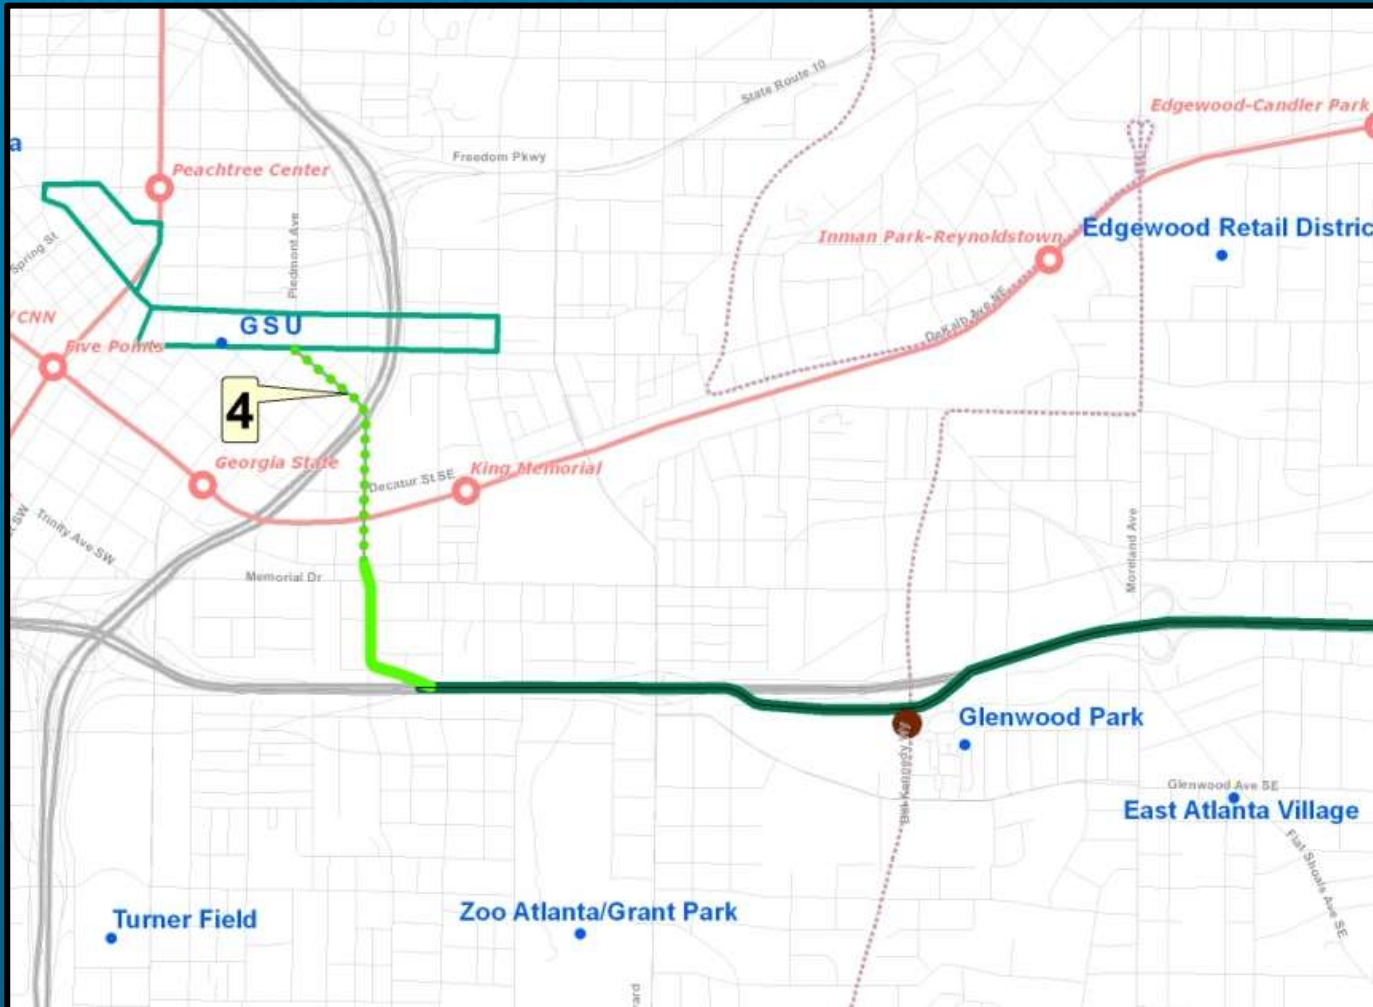 State Route 10
Edgewood-Candler Park
a
Freedom Pkwy
Peachtree Center
Piedmont Ave
Spring St
Inman Park-Reynoldstown
Edgewood Retail Distric
/CNN
GSU
Five Points
DeKalb Ave NE
4
Georgia State
Decatur St SE
King Memorial
Trinity Ave SW
Moreland Ave
Memorial Dr
Glenwood Park
Bill Kennedy W
Glenwood Ave SE
East Atlanta Village
Flat Shoals Ave SE
Turner Field
Zoo Atlanta/Grant Park